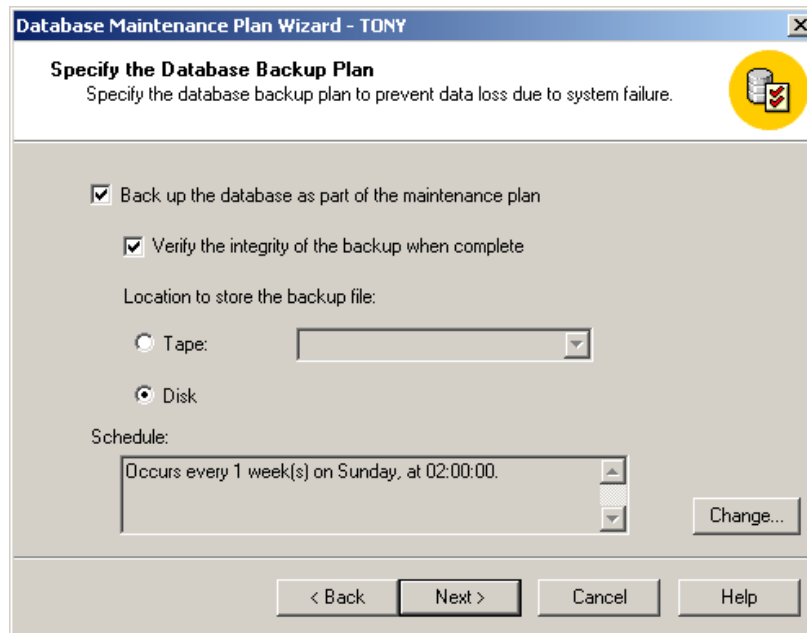 Database Maintenance Plan Wizard - TONY
Specify the Database Backup Plan
Specify the database backup plan to prevent data loss due to system failure.
Back up the database as part of the maintenance plan
Verify the integrity of the backup when complete
Location to store the backup file:
Tape:
Disk
Schedule:
Occurs every 1 week(s) on Sunday, at 02:00:00.
Change...
< Back Next > Cancel Help